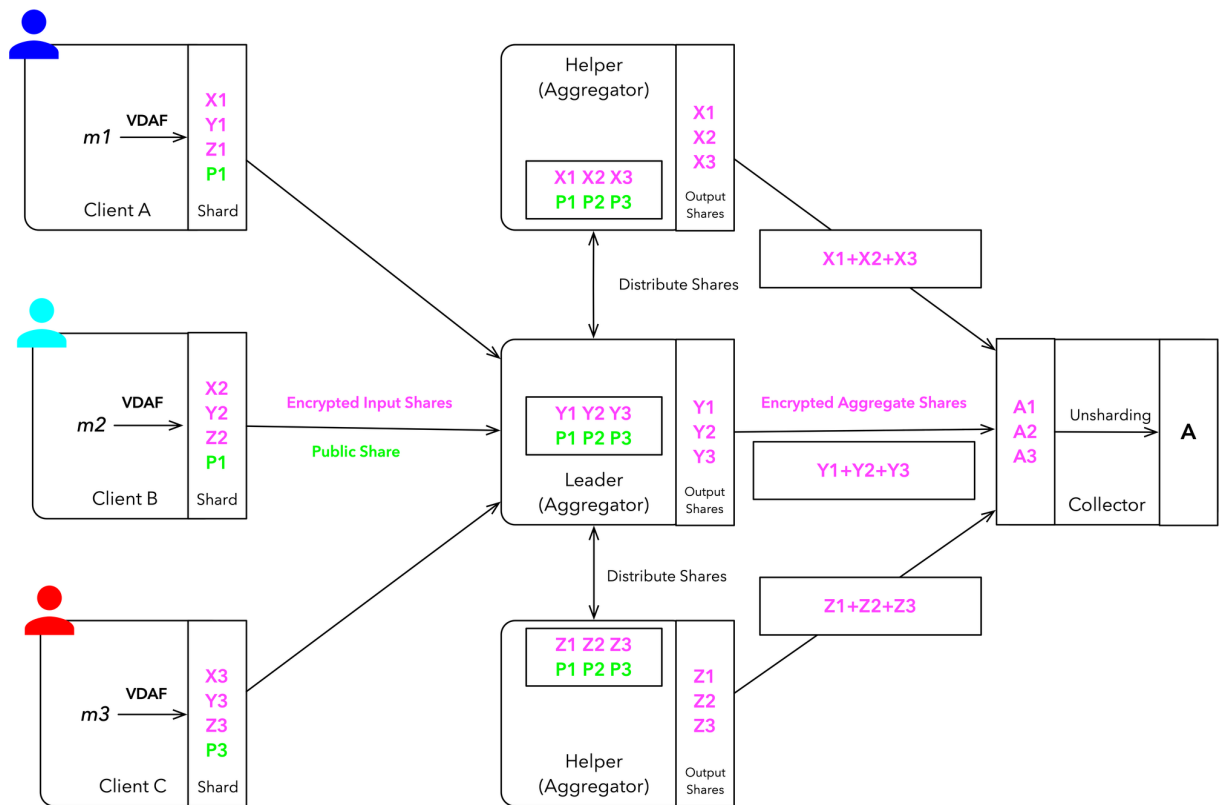 X1
Y1
Z1
P1
VDAF
m1
Client A
Shard
Helper
(Aggregator)
X1 X2 X3
P1 P2 P3
X1
X2
X3
Output
Shares
X1+X2+X3
Distribute Shares
X2
Y2
Z2
P1
VDAF
m2
Client B
Shard
Encrypted Input Shares
Public Share
Y1 Y2 Y3
P1 P2 P3
Leader
(Aggregator)
Y1
Y2
Y3
Output
Shares
Encrypted Aggregate Shares
Y1+Y2+Y3
A1
A2
A3
Unsharding
Collector
A
Distribute Shares
Z1+Z2+Z3
X3
Y3
Z3
P3
VDAF
m3
Client C
Shard
Z1 Z2 Z3
P1 P2 P3
Helper
(Aggregator)
Z1
Z2
Z3
Output
Shares